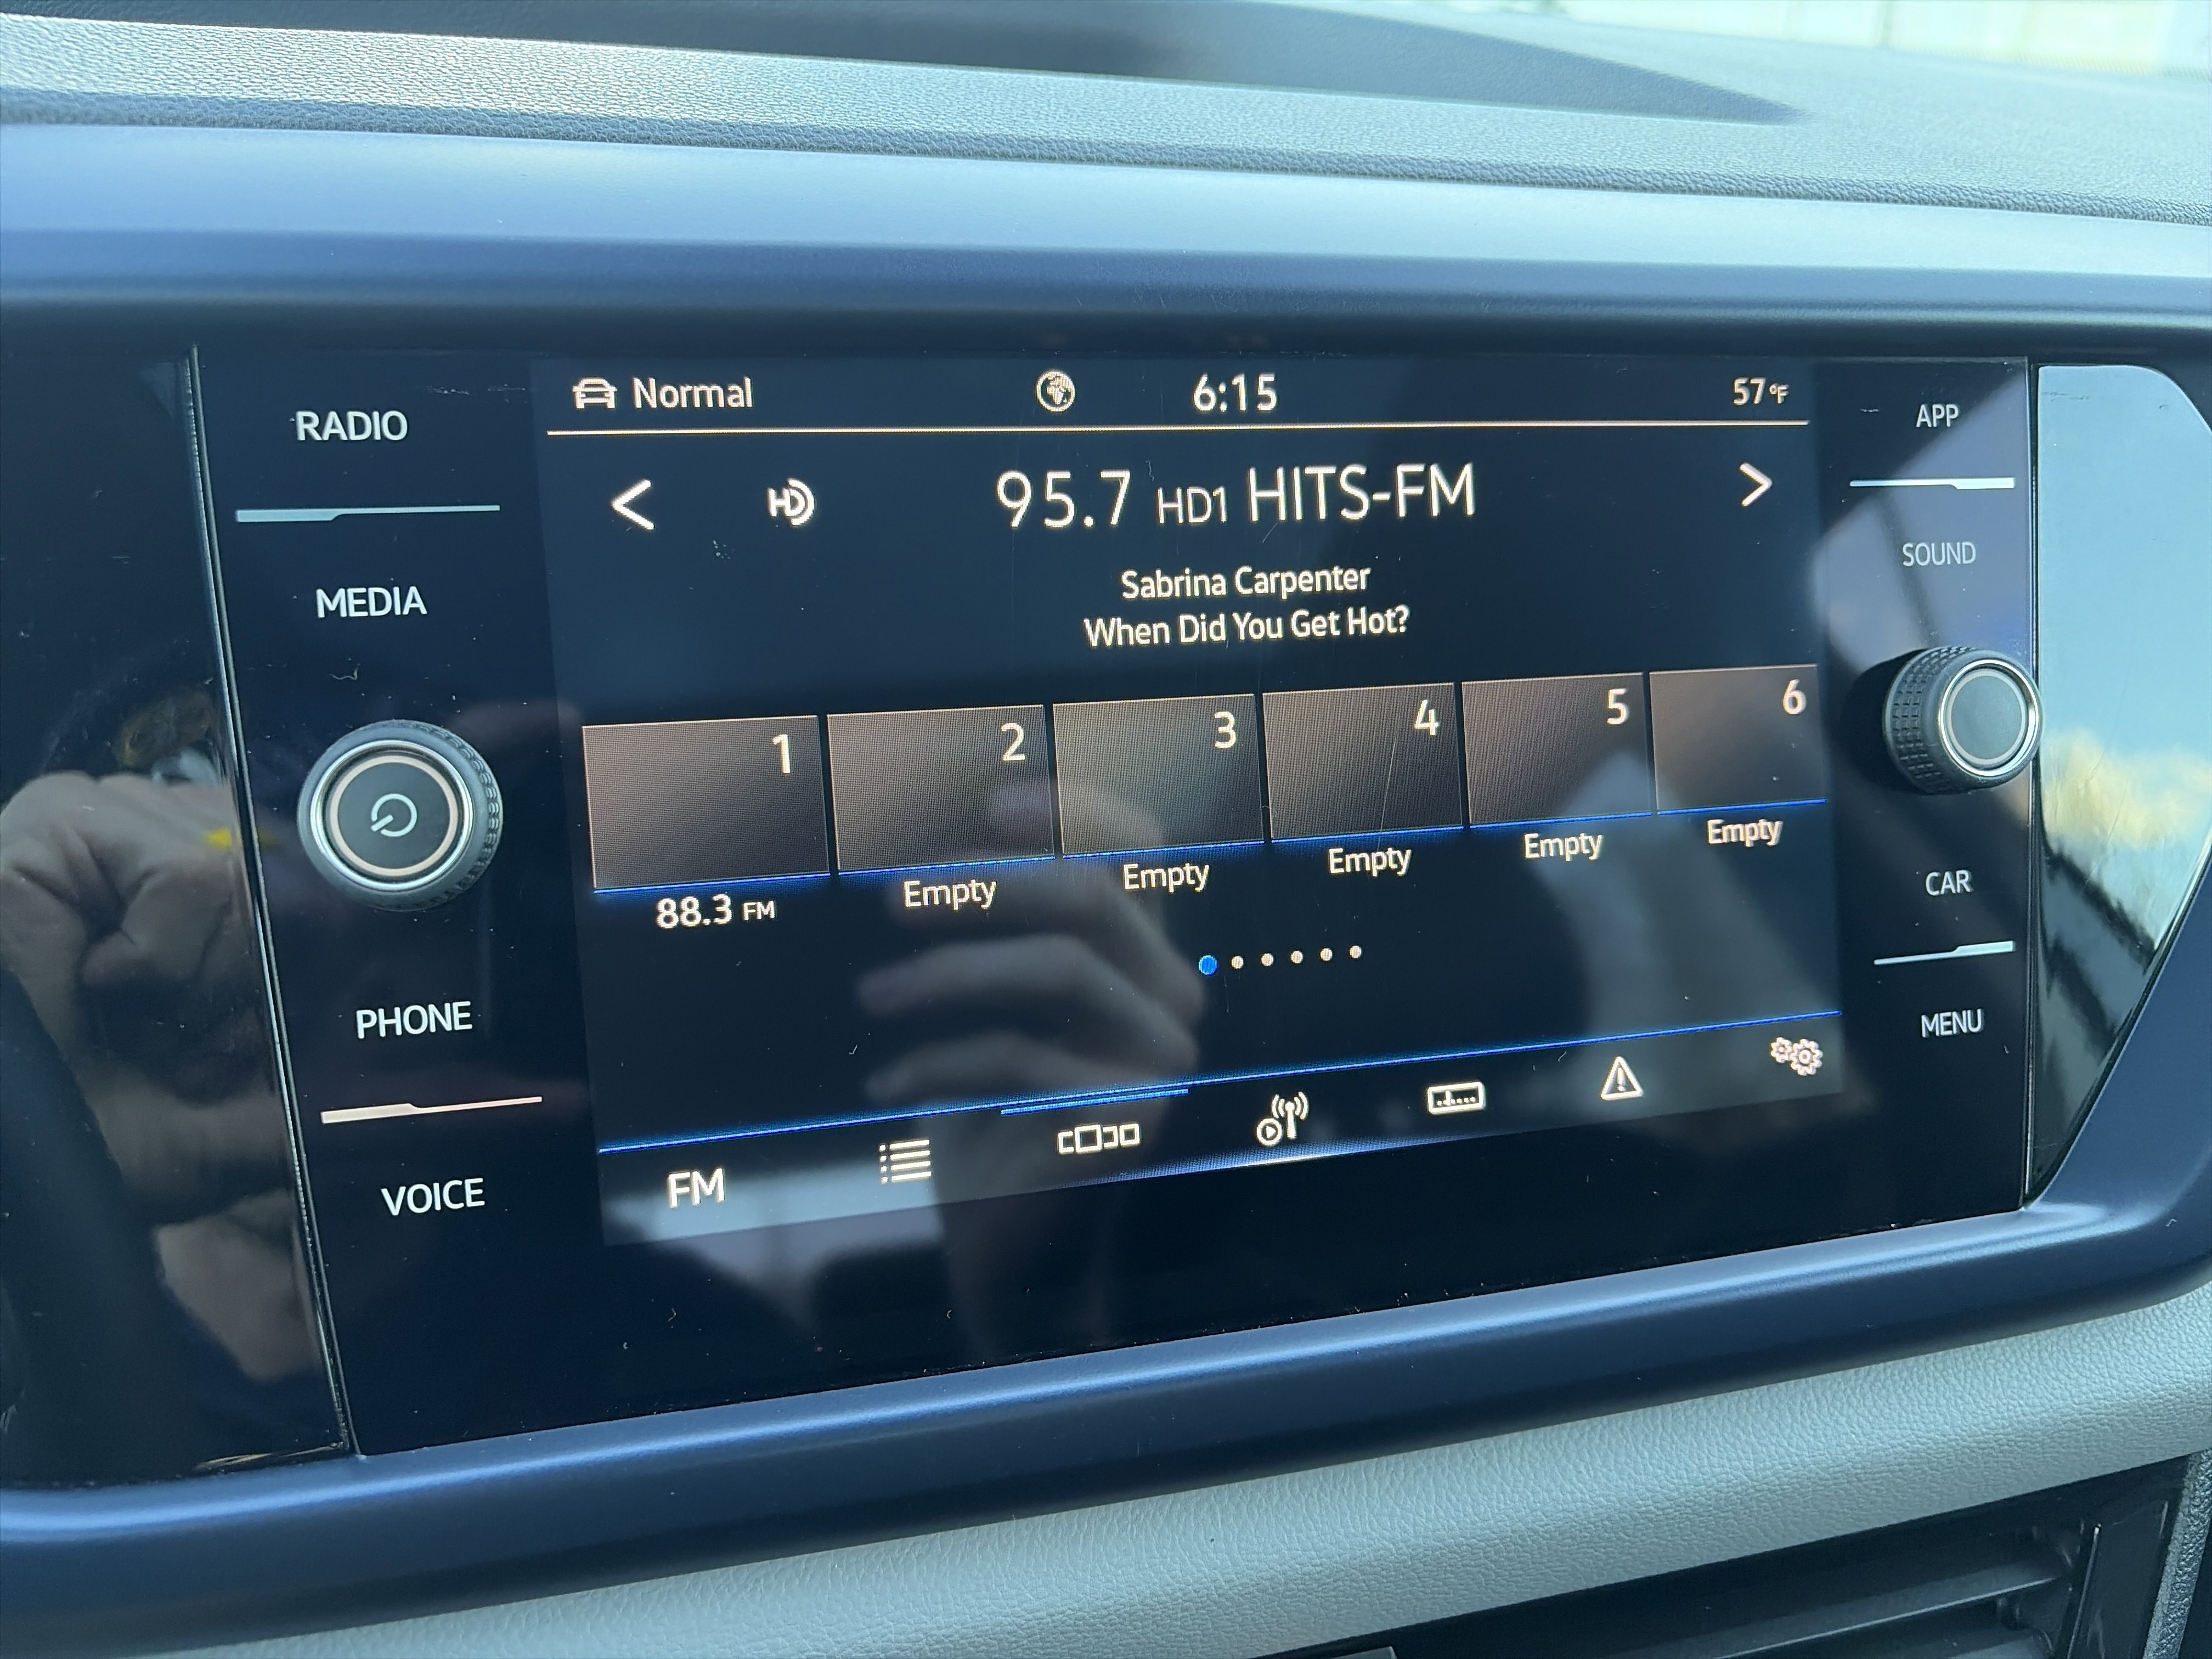 Normal 6:15 57°F
RADIO
APP
95.7 HD1 HITS-FM
SOUND
MEDIA
Sabrina Carpenter
When Did You Get Hot?
1 2 3 4 5 6
88.3 FM Empty Empty Empty Empty Empty
CAR
PHONE
MENU
VOICE
FM